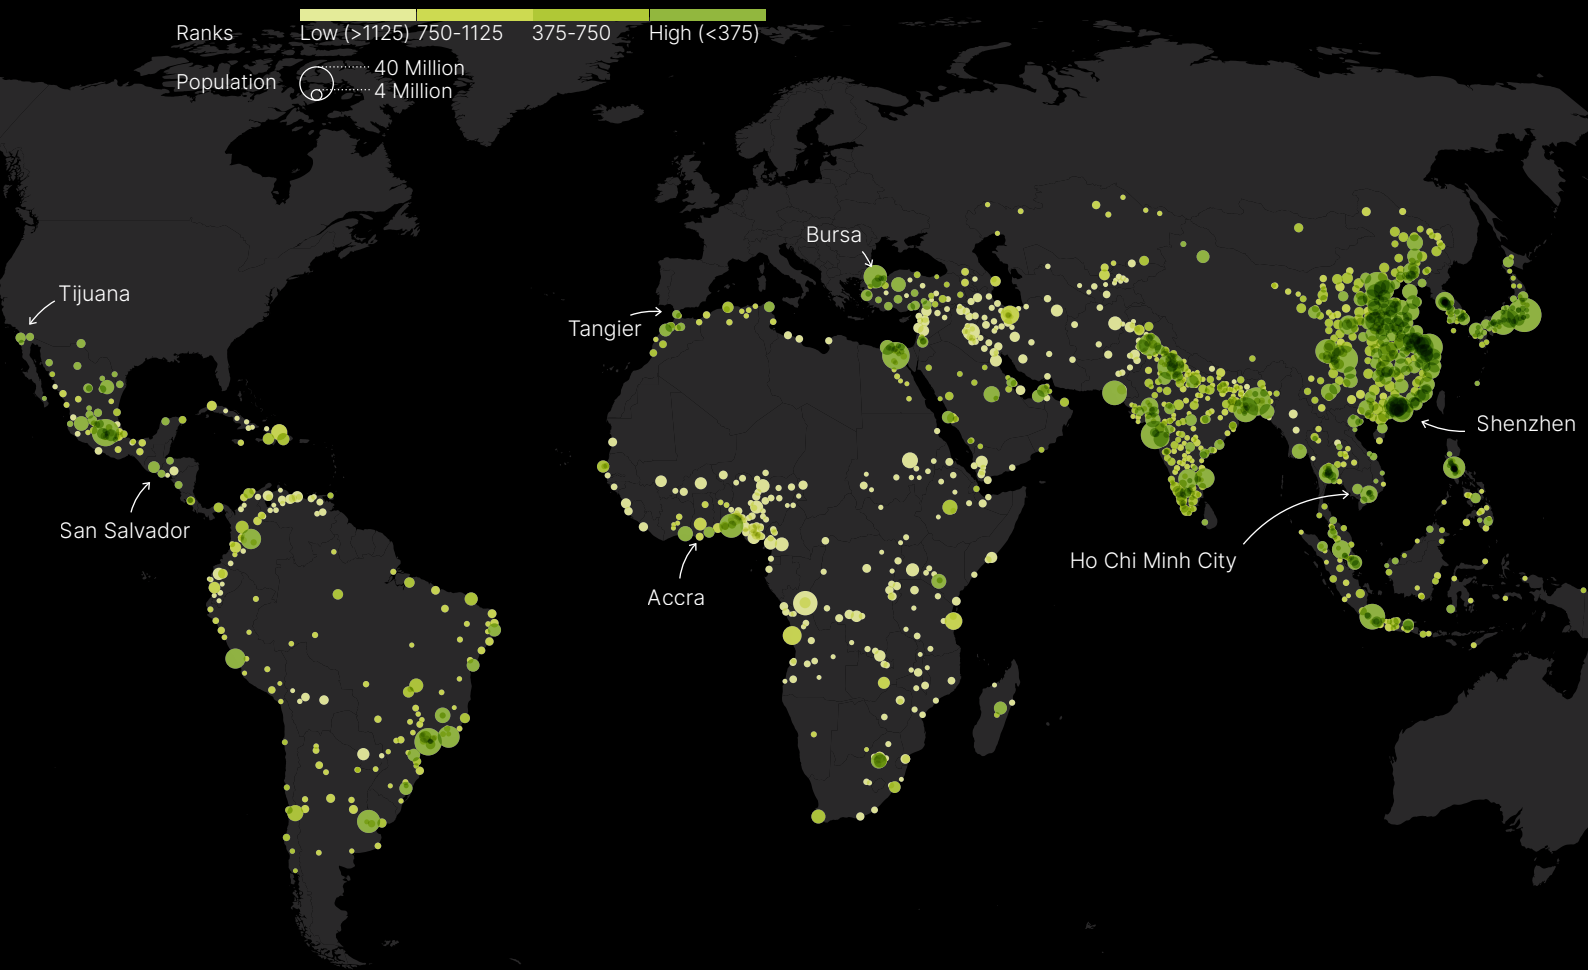 Ranks
Low (>1125) 750-1125 375-750 High (<375)
Population
40 Million
4 Million
Bursa
Tijuana
Tangier
Shenzhen
San Salvador
Ho Chi Minh City
Accra